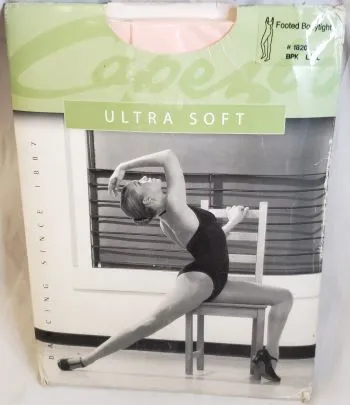 Footed Bodytight
# 1820
BPK
Capezio
ULTRA SOFT
DANCING SINCE 1887